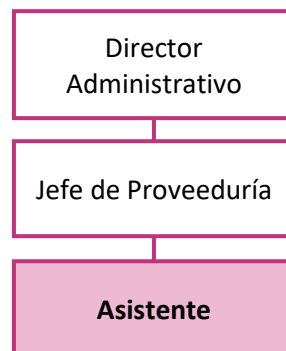 Director
Administrativo
Jefe de Proveeduría
Asistente